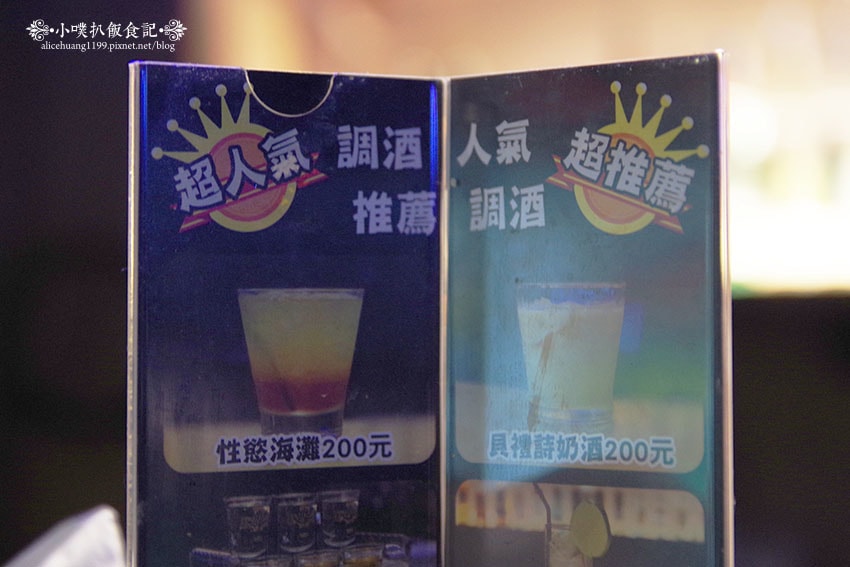 小噗扒飯食記
alicehuang1199.pixnet.net/blog
超人氣 調酒
推薦
性慾海灘200元
人氣 超推薦
調酒
貝禮詩奶酒200元